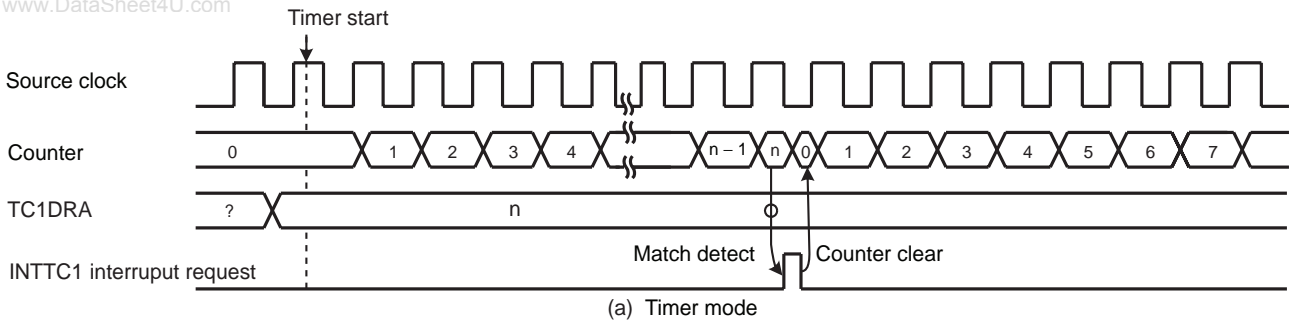 www.DataSheet4U.com
Timer start
Source clock
Counter 0 1 2 3 4 n – 1 n 0 1 2 3 4 5 6 7
TC1DRA ? n
Match detect Counter clear
INTTC1 interruput request
(a) Timer mode